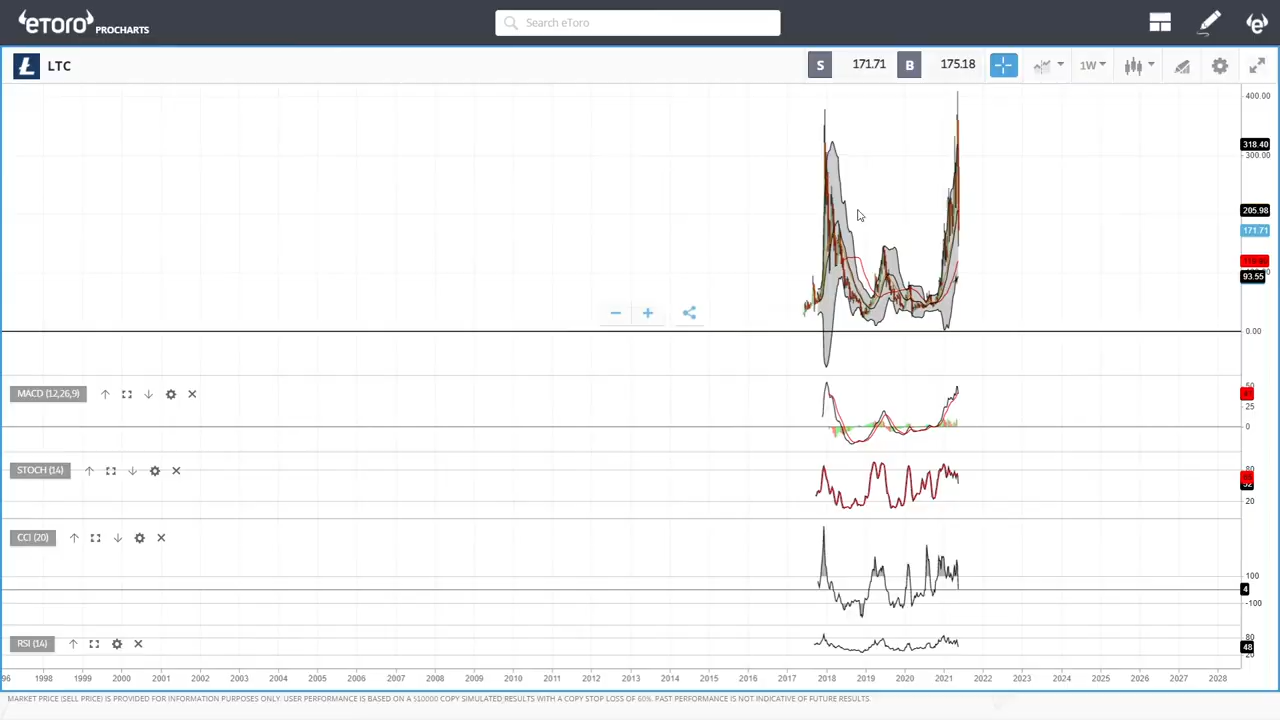 eToro PROCHARTS
Search eToro
LTC
S 171.71 B 175.18 1W
400.00
318.40
300.00
205.98
171.71
93.55
0.00
MACD (12,26,9)
50
25
0
STOCH (14)
80
20
CCI (20)
100
4
-100
RSI (14)
80
48
20
96 1998 1999 2000 2001 2002 2003 2004 2005 2006 2007 2008 2009 2010 2011 2012 2013 2014 2015 2016 2017 2018 2019 2020 2021 2022 2023 2024 2025 2026 2027 2028
MARKET PRICE (SELL PRICE) IS PROVIDED FOR INFORMATION PURPOSES ONLY. USER PERFORMANCE IS BASED ON A $10000 COPY SIMULATED RESULTS WITH A COPY STOP LOSS OF 60%. PAST PERFORMANCE IS NOT INDICATIVE OF FUTURE RESULTS.